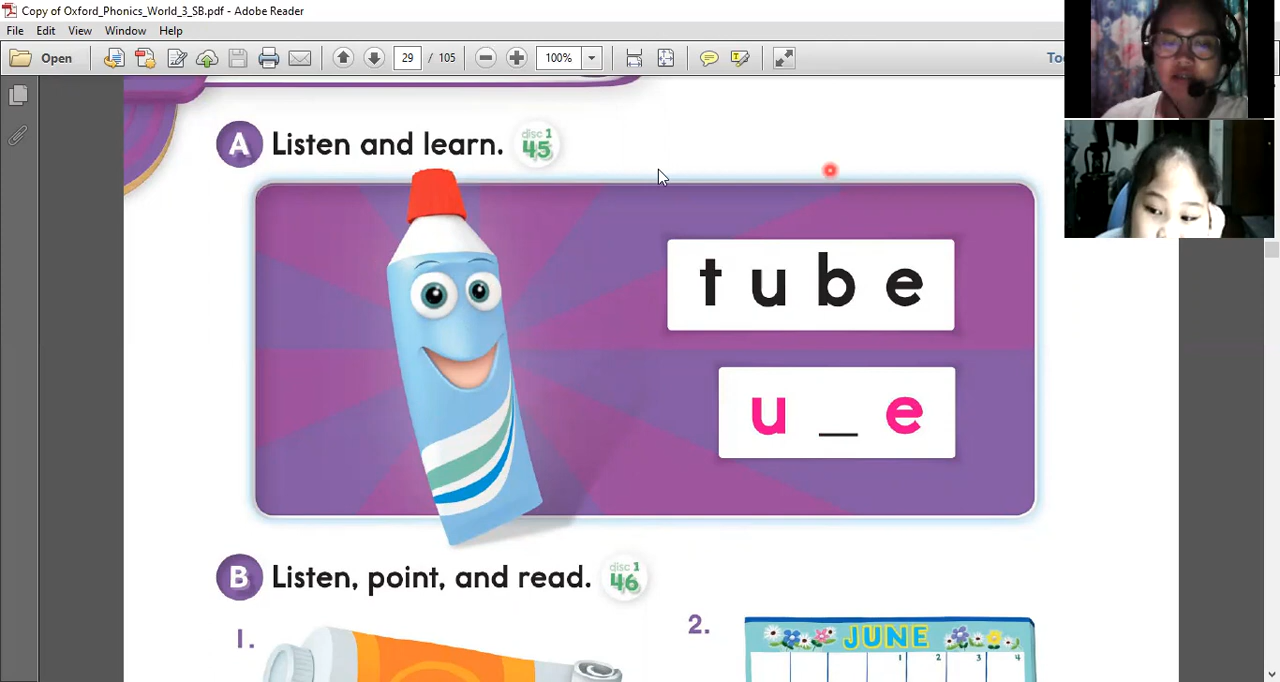 Copy of Oxford_Phonics_World_3_SB.pdf - Adobe Reader
File Edit View Window Help
Open 29 / 105 100% To
A Listen and learn. disc 1 45
t u b e
u _ e
B Listen, point, and read. disc 1 46
1. 2.
JUNE
1 2 3 4